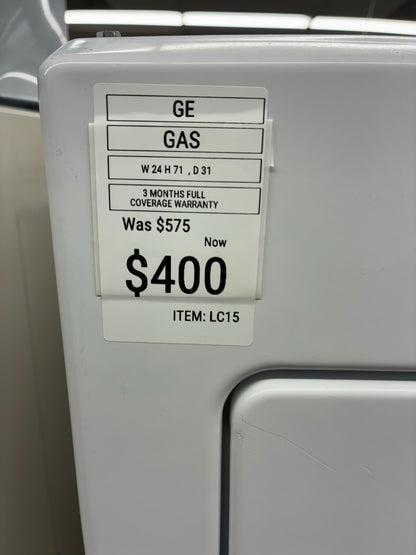 GE
GAS
W 24 H 71 , D 31
3 MONTHS FULL
COVERAGE WARRANTY
Was $575
Now
$400
ITEM: LC15